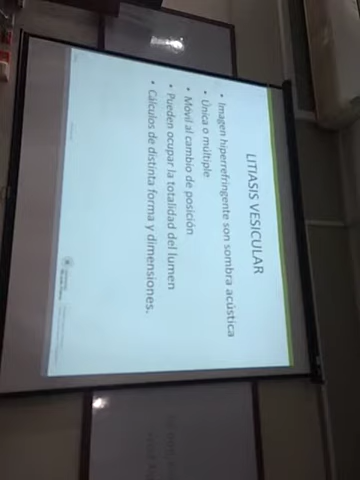 LITIASIS VESICULAR
• Imagen hiperrefringente son sombra acústica
• Única o múltiple
• Móvil al cambio de posición
• Pueden ocupar la totalidad del lumen
• Cálculos de distinta forma y dimensiones.